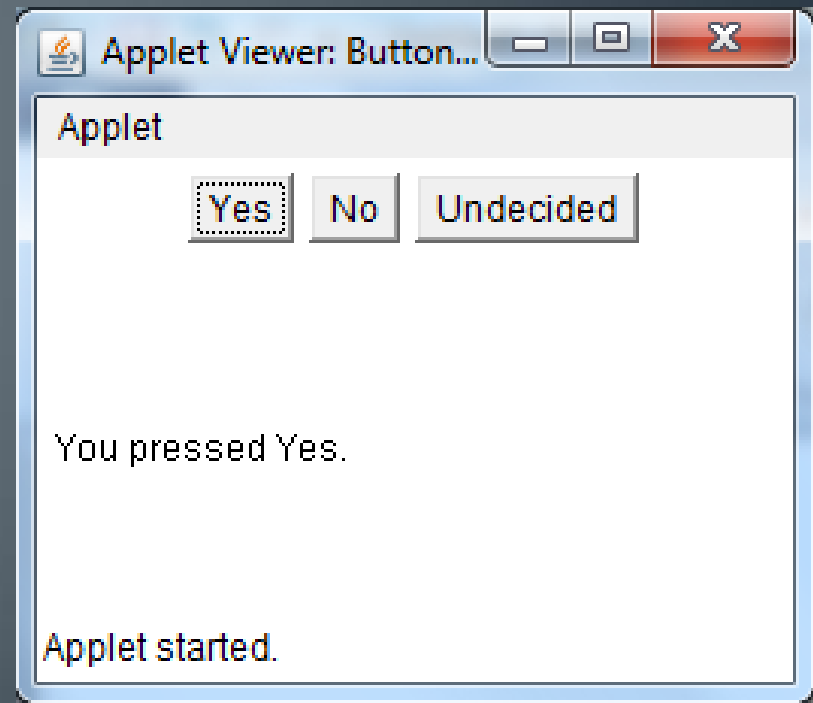 Applet Viewer: Button...
Applet
Yes No Undecided
You pressed Yes.
Applet started.